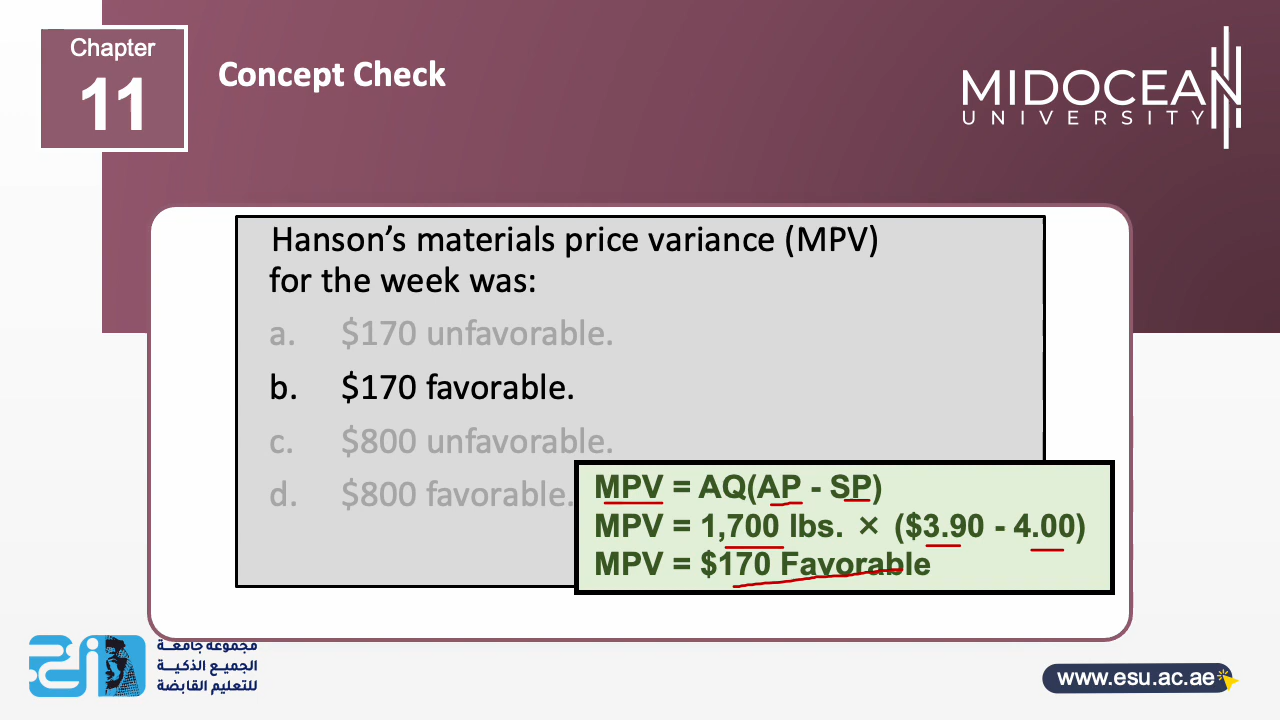 Chapter
11
Concept Check
MIDOCEAN
UNIVERSITY
Hanson’s materials price variance (MPV)
for the week was:
a. $170 unfavorable.
b. $170 favorable.
c. $800 unfavorable.
d. $800 favorable.
MPV = AQ(AP - SP)
MPV = 1,700 lbs. × ($3.90 - 4.00)
MPV = $170 Favorable
مجموعة جامعة
الجميع الذكية
للتعليم القابضة
www.esu.ac.ae